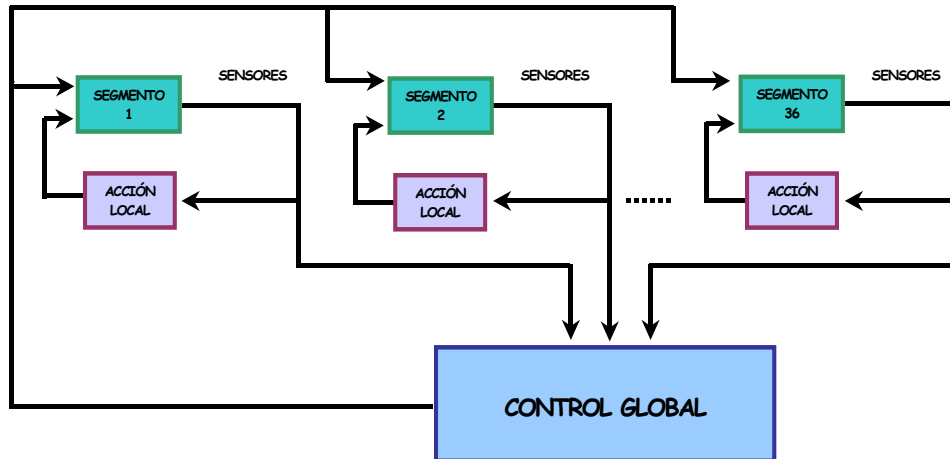 SENSORES
SENSORES
SENSORES
SEGMENTO
1
SEGMENTO
2
SEGMENTO
36
ACCIÓN
LOCAL
ACCIÓN
LOCAL
ACCIÓN
LOCAL
CONTROL GLOBAL